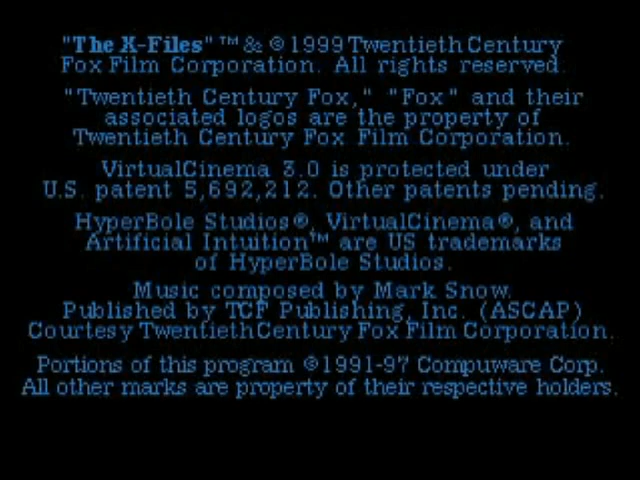 "The X-Files" ™ & © 1999 Twentieth Century
Fox Film Corporation. All rights reserved.
"Twentieth Century Fox," "Fox" and their
associated logos are the property of
Twentieth Century Fox Film Corporation.
VirtualCinema 3.0 is protected under
U.S. patent 5,692,212. Other patents pending.
HyperBole Studios®, VirtualCinema®, and
Artificial Intuition™ are US trademarks
of HyperBole Studios.
Music composed by Mark Snow.
Published by TCF Publishing, Inc. (ASCAP)
Courtesy Twentieth Century Fox Film Corporation.
Portions of this program ©1991-97 Compuware Corp.
All other marks are property of their respective holders.